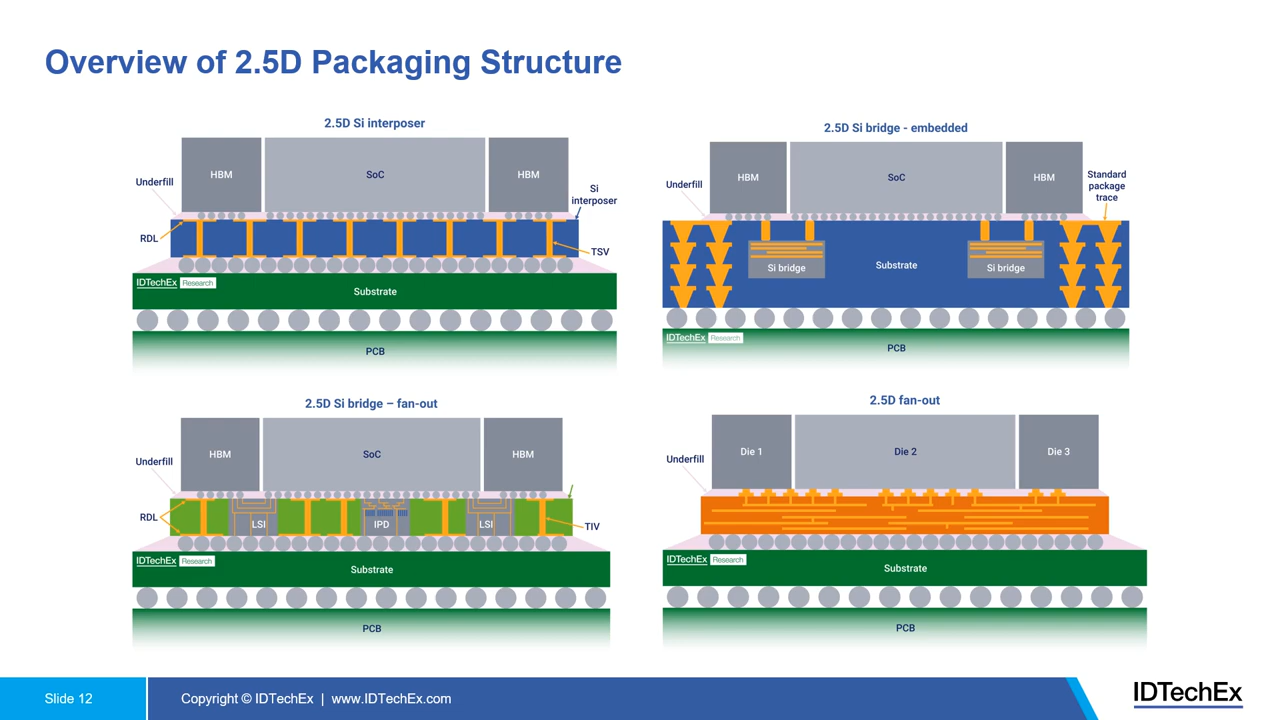 Overview of 2.5D Packaging Structure
2.5D Si interposer
HBM
SoC
HBM
Underfill
Si
interposer
RDL
TSV
IDTechEx Research
Substrate
PCB
2.5D Si bridge - embedded
HBM
SoC
HBM
Underfill
Standard
package
trace
Si bridge
Substrate
Si bridge
IDTechEx Research
PCB
2.5D Si bridge – fan-out
HBM
SoC
HBM
Underfill
RDL
LSI
IPD
LSI
TIV
IDTechEx Research
Substrate
PCB
2.5D fan-out
Die 1
Die 2
Die 3
Underfill
IDTechEx Research
Substrate
PCB
Slide 12
Copyright © IDTechEx | www.IDTechEx.com
IDTechEx